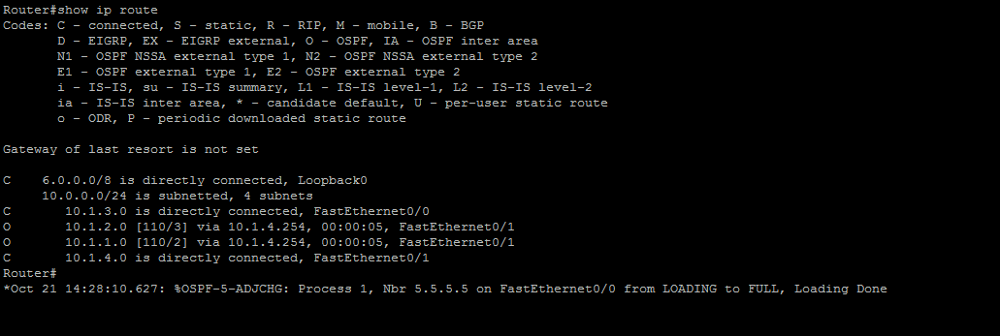 Router#show ip route
Codes: C - connected, S - static, R - RIP, M - mobile, B - BGP
       D - EIGRP, EX - EIGRP external, O - OSPF, IA - OSPF inter area
       N1 - OSPF NSSA external type 1, N2 - OSPF NSSA external type 2
       E1 - OSPF external type 1, E2 - OSPF external type 2
       i - IS-IS, su - IS-IS summary, L1 - IS-IS level-1, L2 - IS-IS level-2
       ia - IS-IS inter area, * - candidate default, U - per-user static route
       o - ODR, P - periodic downloaded static route
Gateway of last resort is not set
C    6.0.0.0/8 is directly connected, Loopback0
     10.0.0.0/24 is subnetted, 4 subnets
C       10.1.3.0 is directly connected, FastEthernet0/0
O       10.1.2.0 [110/3] via 10.1.4.254, 00:00:05, FastEthernet0/1
O       10.1.1.0 [110/2] via 10.1.4.254, 00:00:05, FastEthernet0/1
C       10.1.4.0 is directly connected, FastEthernet0/1
Router#
*Oct 21 14:28:10.627: %OSPF-5-ADJCHG: Process 1, Nbr 5.5.5.5 on FastEthernet0/0 from LOADING to FULL, Loading Done